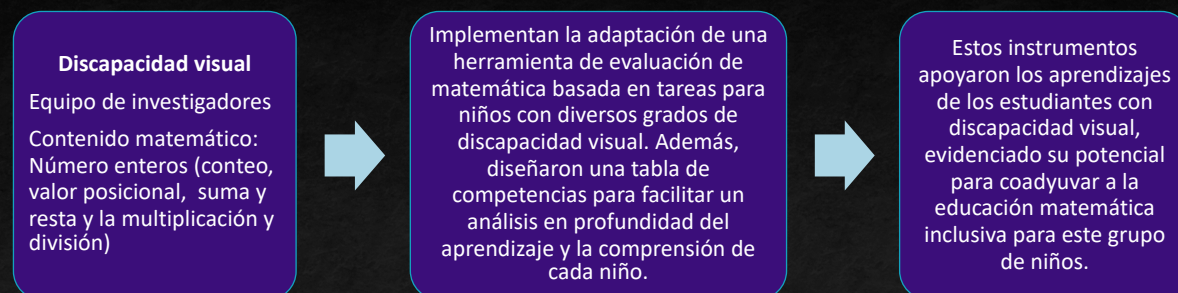 Discapacidad visual
Equipo de investigadores
Contenido matemático:
Número enteros (conteo,
valor posicional, suma y
resta y la multiplicación y
división)
Implementan la adaptación de una
herramienta de evaluación de
matemática basada en tareas para
niños con diversos grados de
discapacidad visual. Además,
diseñaron una tabla de
competencias para facilitar un
análisis en profundidad del
aprendizaje y la comprensión de
cada niño.
Estos instrumentos
apoyaron los aprendizajes
de los estudiantes con
discapacidad visual,
evidenciado su potencial
para coadyuvar a la
educación matemática
inclusiva para este grupo
de niños.